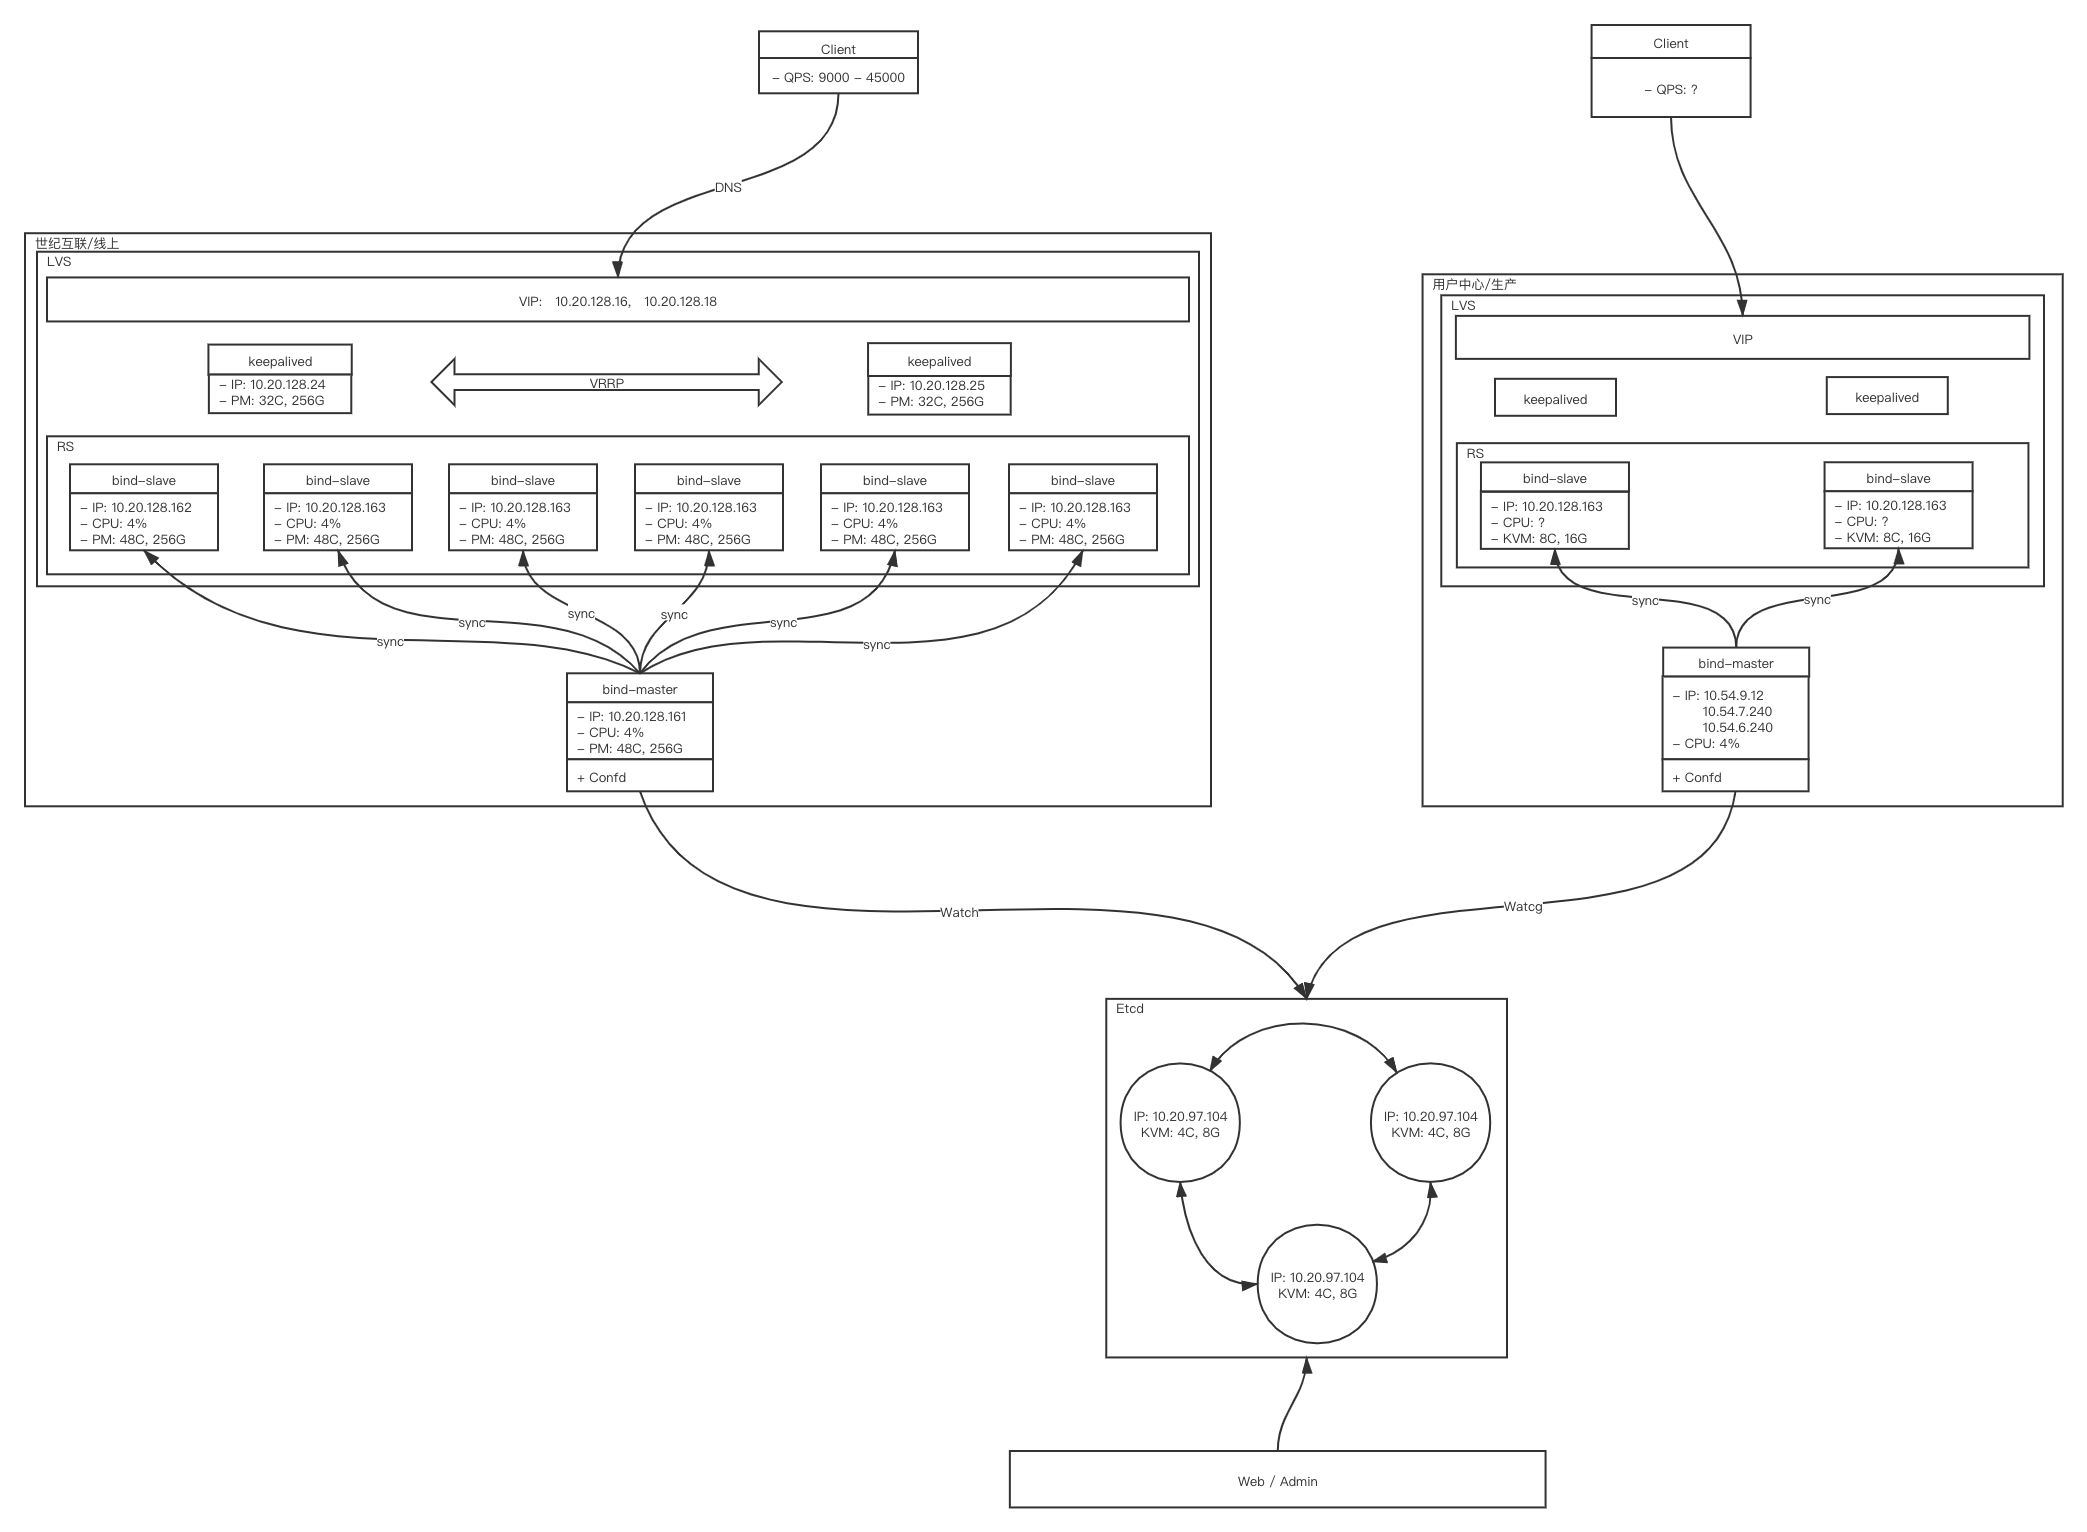 Client
– QPS: 9000 – 45000
DNS
世纪互联/线上
LVS
VIP: 10.20.128.16, 10.20.128.18
keepalived
– IP: 10.20.128.24
– PM: 32C, 256G
VRRP
keepalived
– IP: 10.20.128.25
– PM: 32C, 256G
RS
bind–slave
– IP: 10.20.128.162
– CPU: 4%
– PM: 48C, 256G
bind–slave
– IP: 10.20.128.163
– CPU: 4%
– PM: 48C, 256G
bind–slave
– IP: 10.20.128.163
– CPU: 4%
– PM: 48C, 256G
bind–slave
– IP: 10.20.128.163
– CPU: 4%
– PM: 48C, 256G
bind–slave
– IP: 10.20.128.163
– CPU: 4%
– PM: 48C, 256G
bind–slave
– IP: 10.20.128.163
– CPU: 4%
– PM: 48C, 256G
sync
sync
sync
sync
sync
sync
bind–master
– IP: 10.20.128.161
– CPU: 4%
– PM: 48C, 256G
+ Confd
Client
– QPS: ?
用户中心/生产
LVS
VIP
keepalived
keepalived
RS
bind–slave
– IP: 10.20.128.163
– CPU: ?
– KVM: 8C, 16G
bind–slave
– IP: 10.20.128.163
– CPU: ?
– KVM: 8C, 16G
sync
sync
bind–master
– IP: 10.54.9.12
10.54.7.240
10.54.6.240
– CPU: 4%
+ Confd
Watch
Watcg
Etcd
IP: 10.20.97.104
KVM: 4C, 8G
IP: 10.20.97.104
KVM: 4C, 8G
IP: 10.20.97.104
KVM: 4C, 8G
Web / Admin